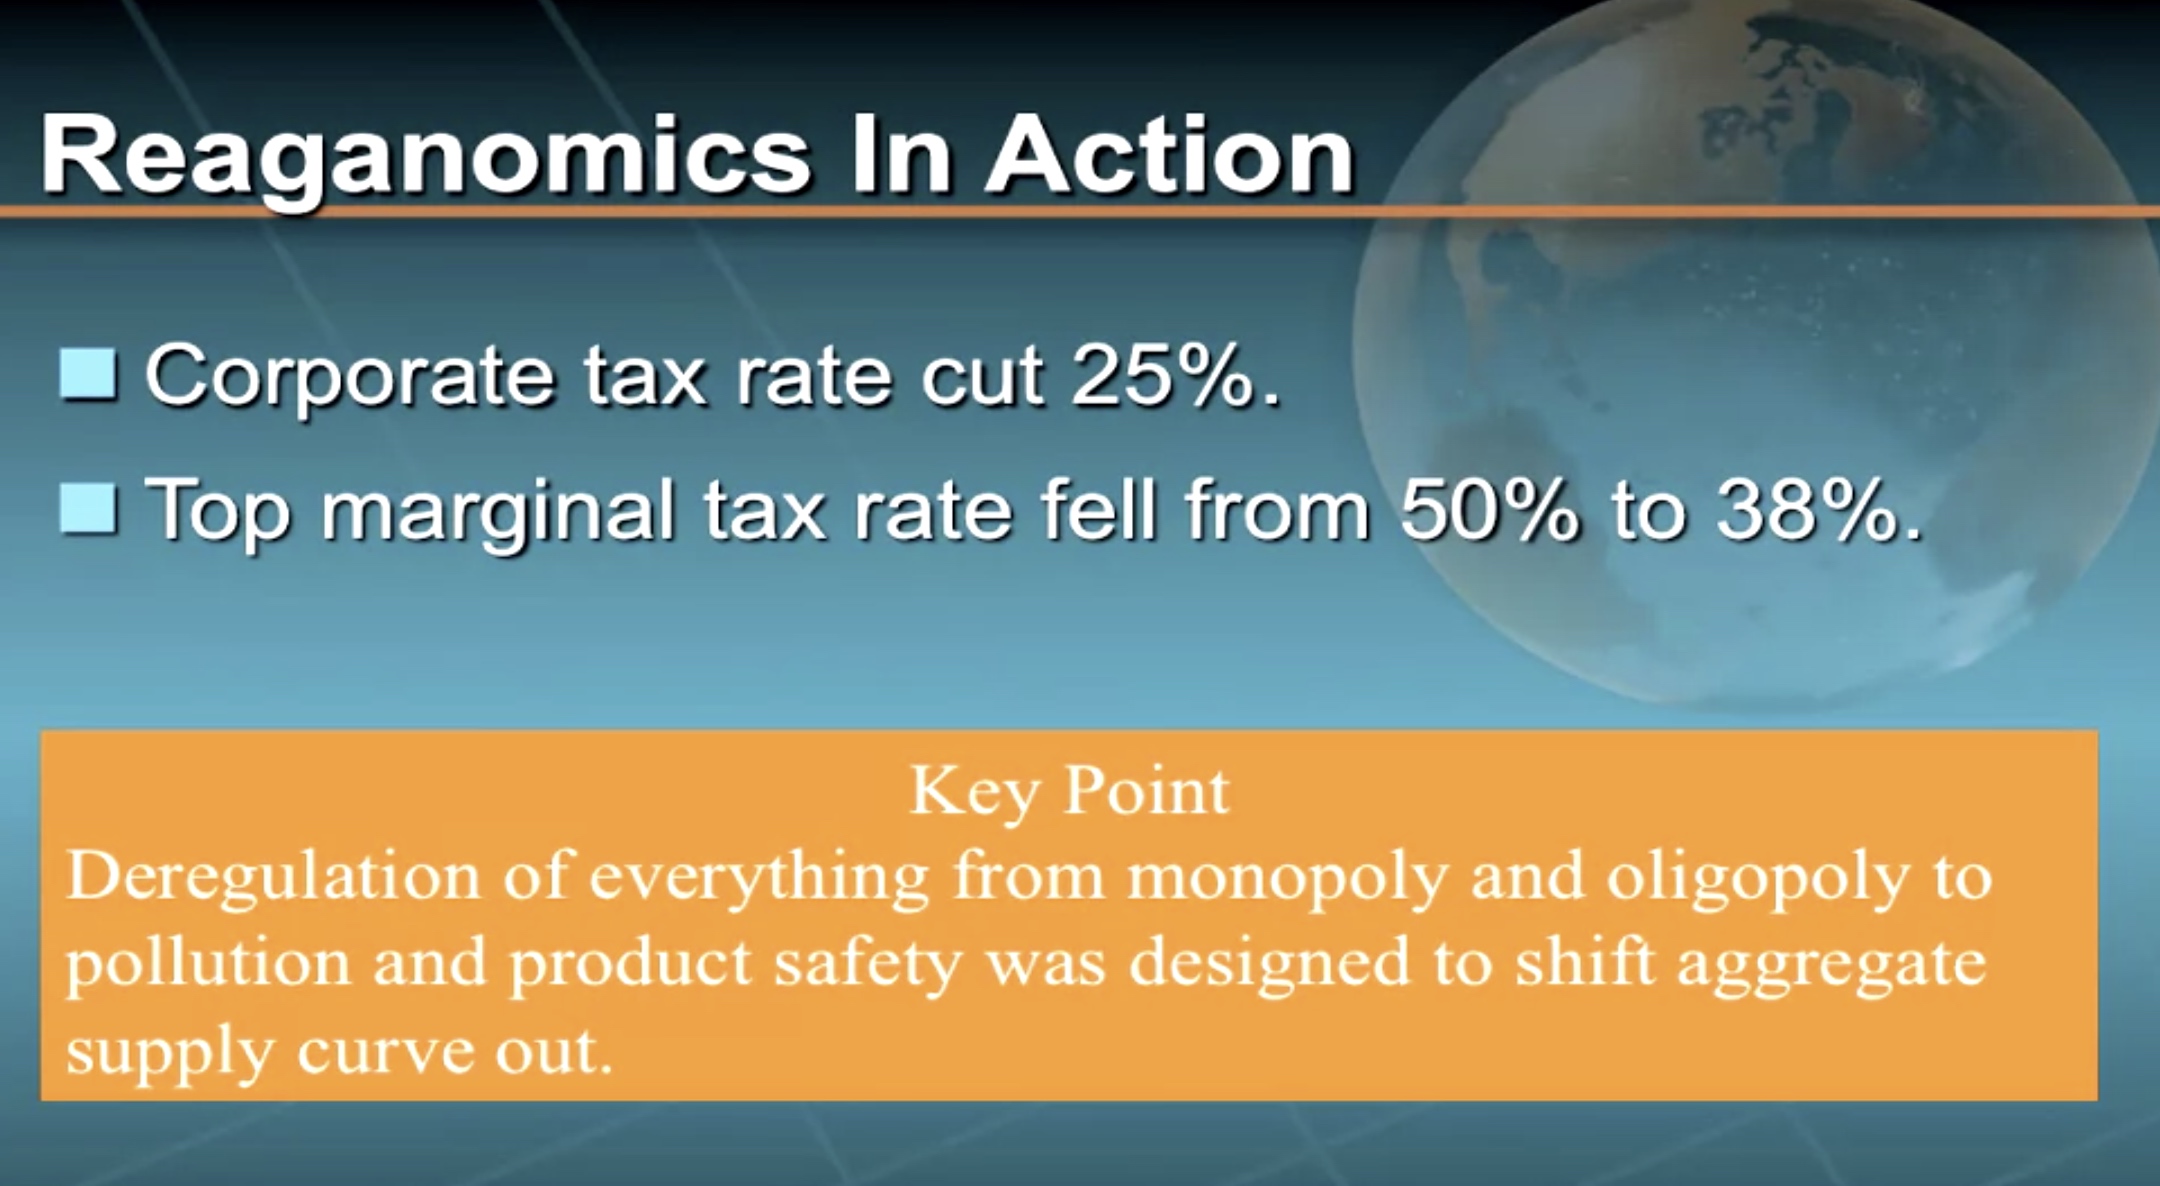 Reaganomics In Action
Corporate tax rate cut 25%.
Top marginal tax rate fell from 50% to 38%.
Key Point
Deregulation of everything from monopoly and oligopoly to
pollution and product safety was designed to shift aggregate
supply curve out.